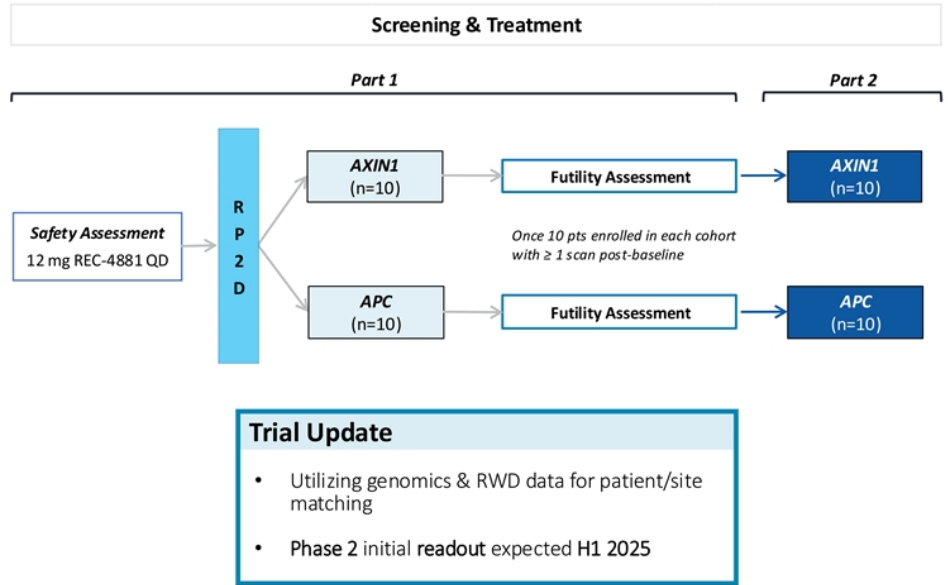 Screening & Treatment
Part 1
Part 2
Safety Assessment
12 mg REC-4881 QD
R
P
2
D
AXIN1
(n=10)
Futility Assessment
AXIN1
(n=10)
Once 10 pts enrolled in each cohort
with ≥ 1 scan post-baseline
APC
(n=10)
Futility Assessment
APC
(n=10)
Trial Update
• Utilizing genomics & RWD data for patient/site
matching
• Phase 2 initial readout expected H1 2025